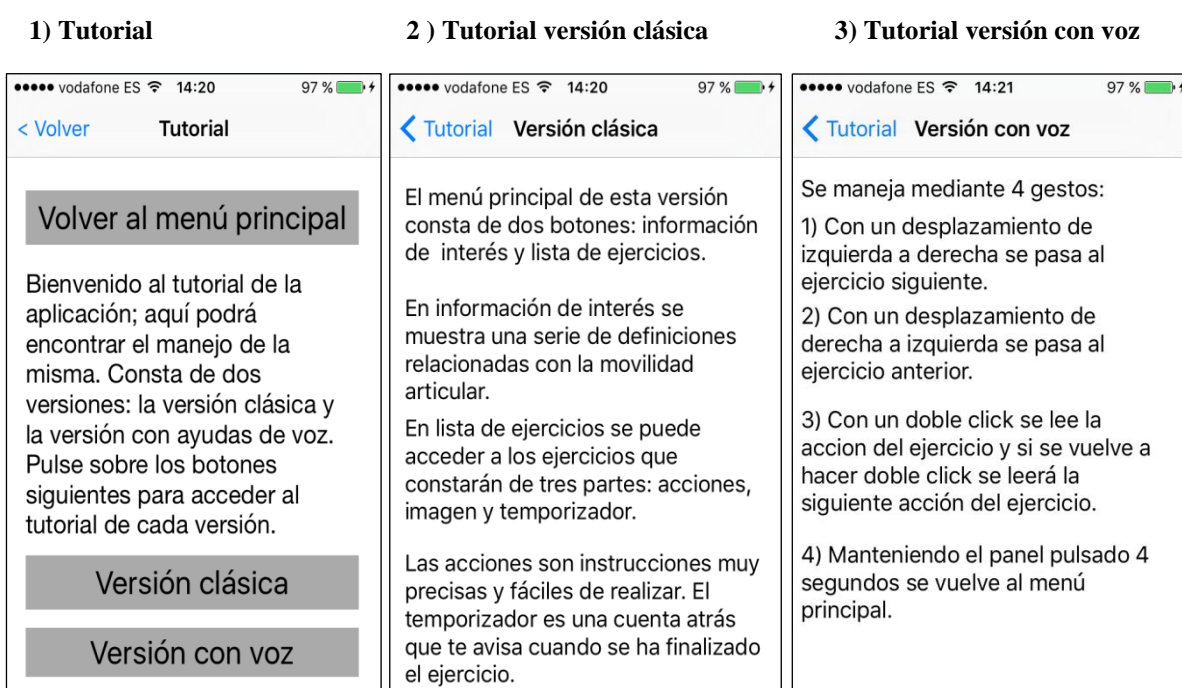 1) Tutorial
2 ) Tutorial versión clásica
3) Tutorial versión con voz
vodafone ES 14:20 97 %
< Volver Tutorial
Volver al menú principal
Bienvenido al tutorial de la
aplicación; aquí podrá
encontrar el manejo de la
misma. Consta de dos
versiones: la versión clásica y
la versión con ayudas de voz.
Pulse sobre los botones
siguientes para acceder al
tutorial de cada versión.
Versión clásica
Versión con voz
vodafone ES 14:20 97 %
Tutorial Versión clásica
El menú principal de esta versión
consta de dos botones: información
de interés y lista de ejercicios.
En información de interés se
muestra una serie de definiciones
relacionadas con la movilidad
articular.
En lista de ejercicios se puede
acceder a los ejercicios que
constarán de tres partes: acciones,
imagen y temporizador.
Las acciones son instrucciones muy
precisas y fáciles de realizar. El
temporizador es una cuenta atrás
que te avisa cuando se ha finalizado
el ejercicio.
vodafone ES 14:21 97 %
Tutorial Versión con voz
Se maneja mediante 4 gestos:
1) Con un desplazamiento de
izquierda a derecha se pasa al
ejercicio siguiente.
2) Con un desplazamiento de
derecha a izquierda se pasa al
ejercicio anterior.
3) Con un doble click se lee la
accion del ejercicio y si se vuelve a
hacer doble click se leerá la
siguiente acción del ejercicio.
4) Manteniendo el panel pulsado 4
segundos se vuelve al menú
principal.